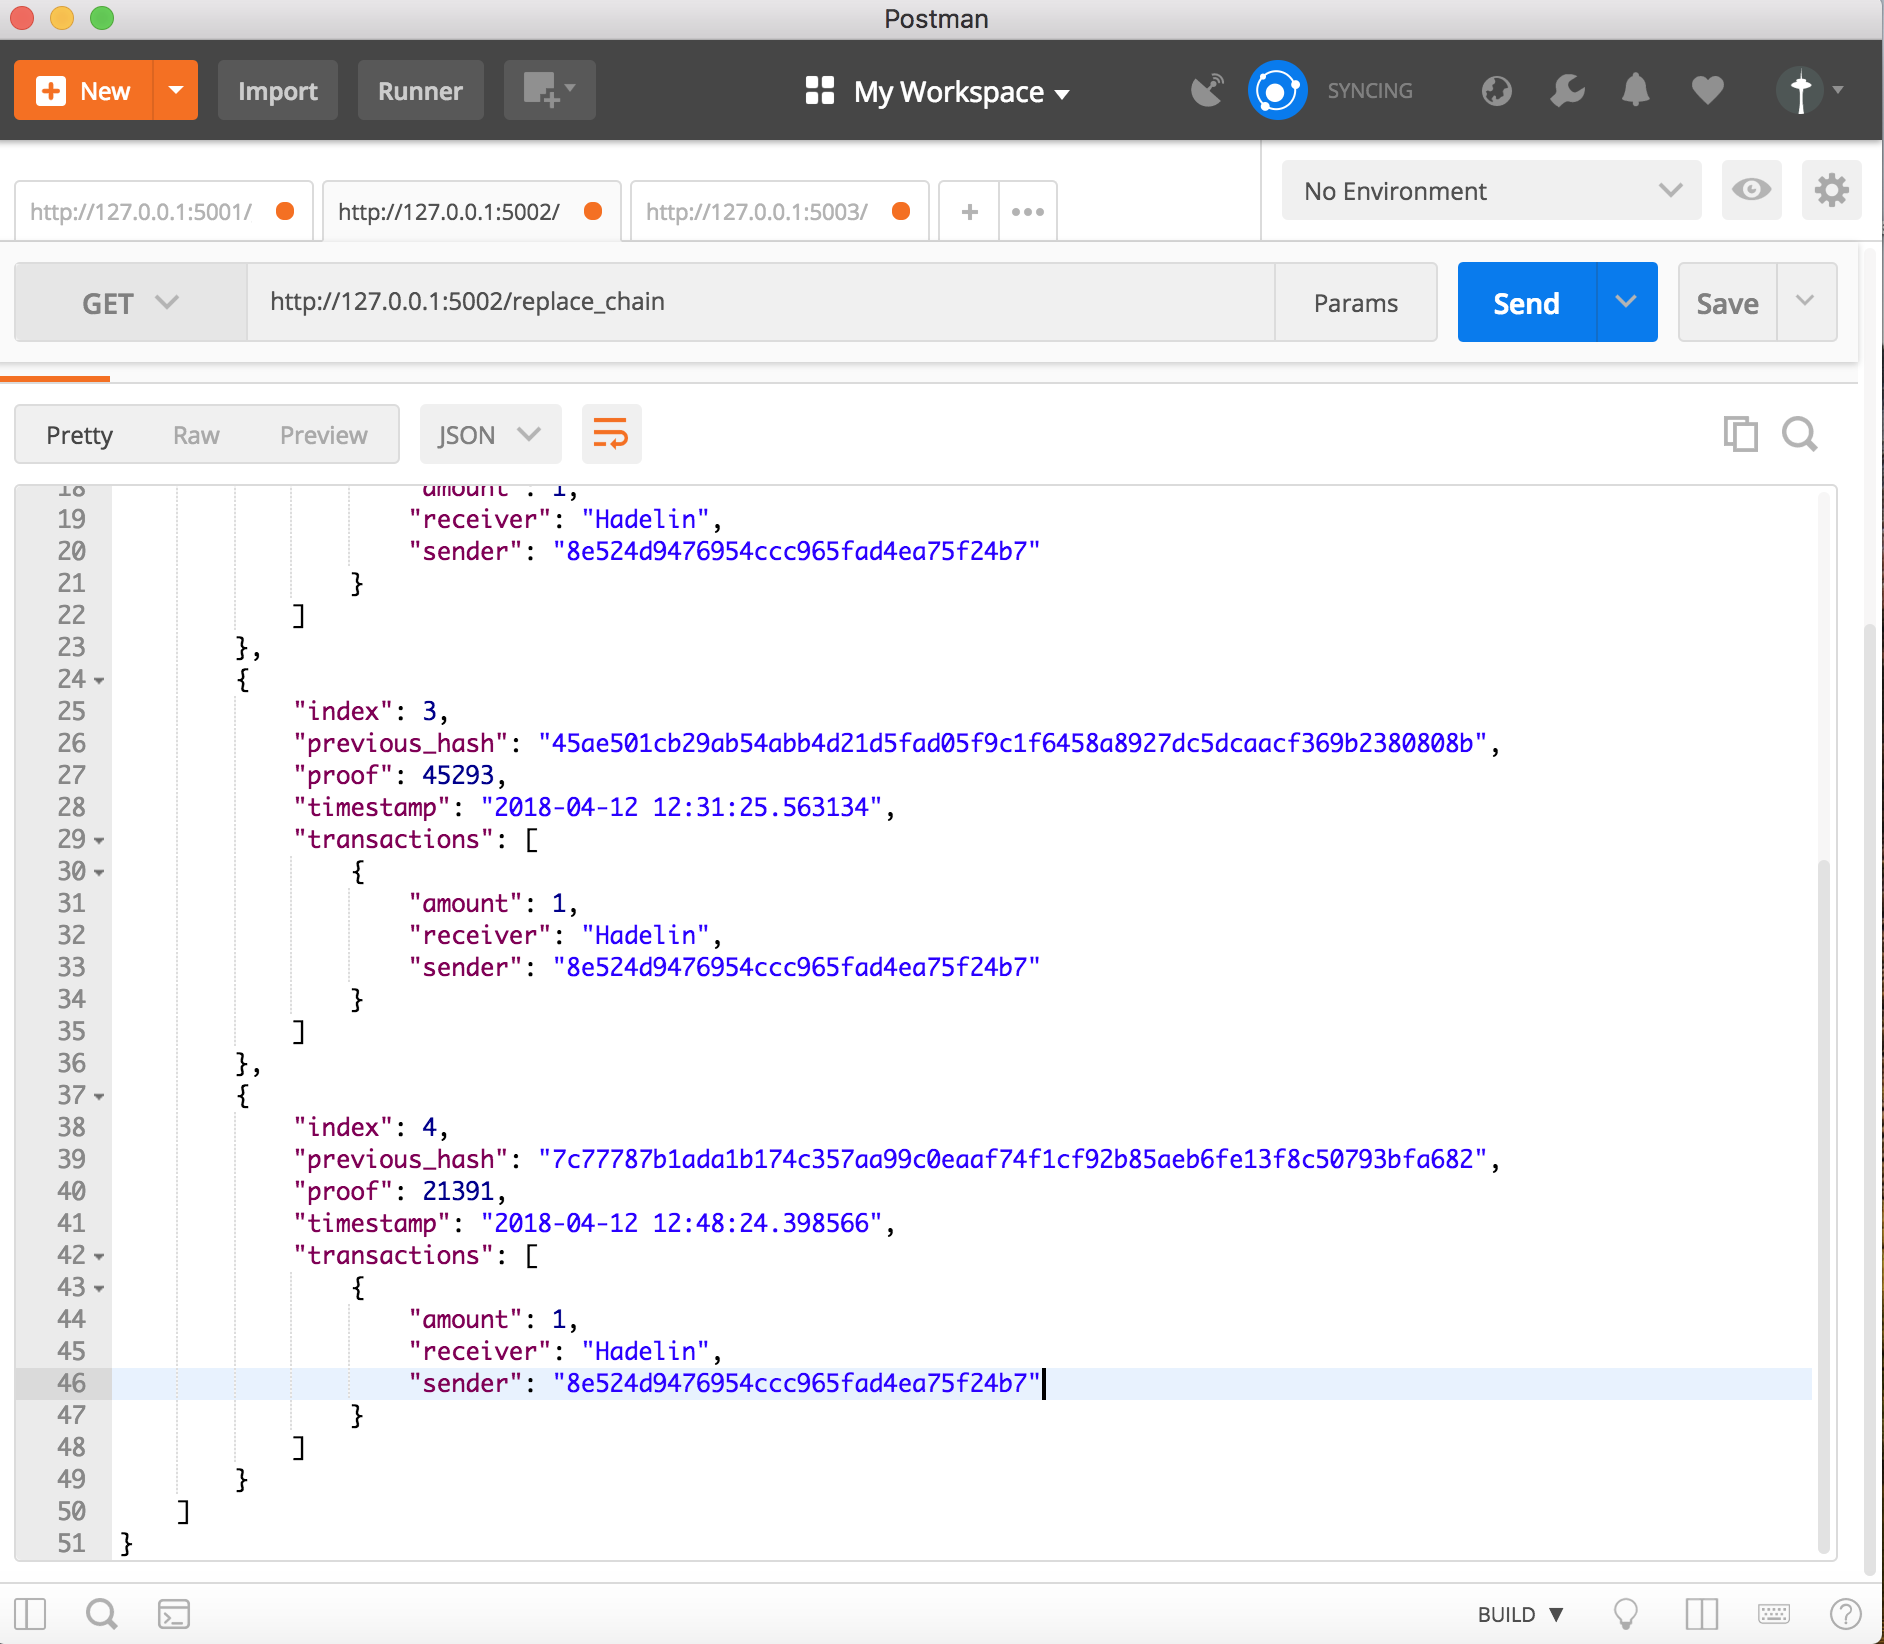 Postman
New Import Runner My Workspace SYNCING
http://127.0.0.1:5001/ http://127.0.0.1:5002/ http://127.0.0.1:5003/ No Environment
GET http://127.0.0.1:5002/replace_chain Params Send Save
Pretty Raw Preview JSON
18 "amount": 1,
19 "receiver": "Hadelin",
20 "sender": "8e524d9476954ccc965fad4ea75f24b7"
21 }
22 ]
23 },
24 {
25 "index": 3,
26 "previous_hash": "45ae501cb29ab54abb4d21d5fad05f9c1f6458a8927dc5dcaacf369b2380808b",
27 "proof": 45293,
28 "timestamp": "2018-04-12 12:31:25.563134",
29 "transactions": [
30 {
31 "amount": 1,
32 "receiver": "Hadelin",
33 "sender": "8e524d9476954ccc965fad4ea75f24b7"
34 }
35 ]
36 },
37 {
38 "index": 4,
39 "previous_hash": "7c77787b1ada1b174c357aa99c0eaaf74f1cf92b85aeb6fe13f8c50793bfa682",
40 "proof": 21391,
41 "timestamp": "2018-04-12 12:48:24.398566",
42 "transactions": [
43 {
44 "amount": 1,
45 "receiver": "Hadelin",
46 "sender": "8e524d9476954ccc965fad4ea75f24b7"
47 }
48 ]
49 }
50 ]
51 }
BUILD